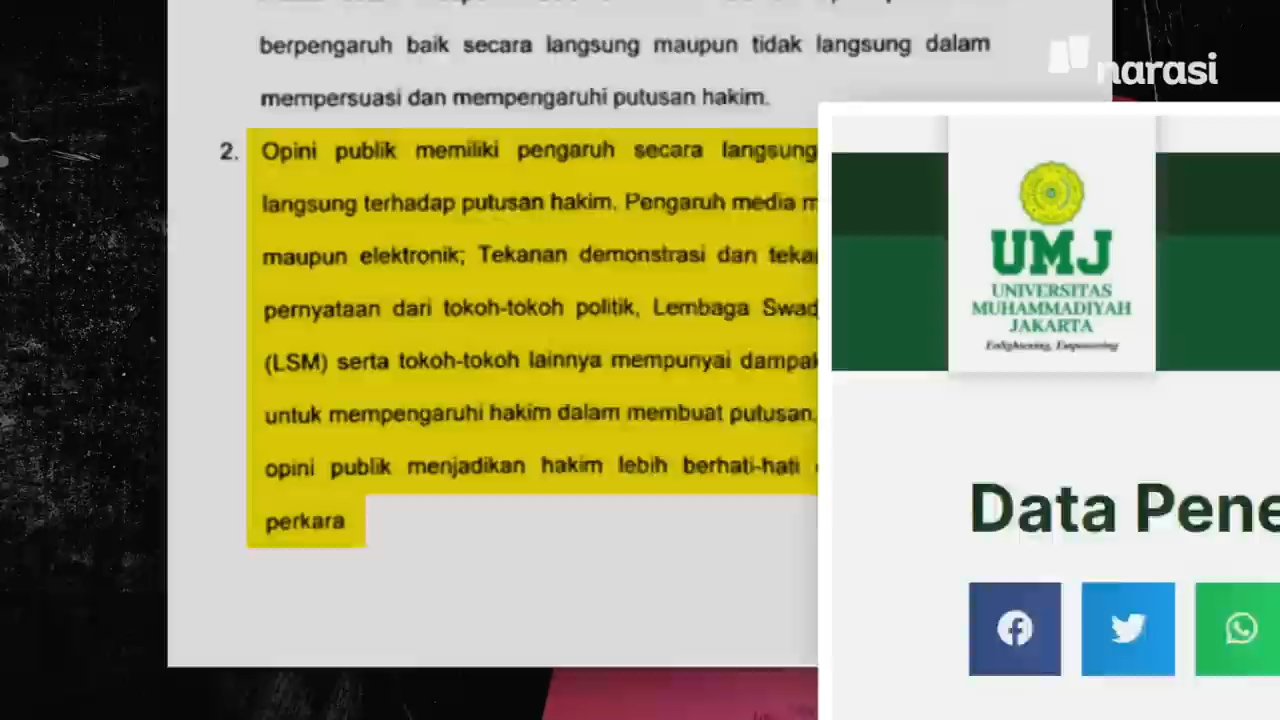 berpengaruh baik secara langsung maupun tidak langsung dalam
mempersuasi dan mempengaruhi putusan hakim.
2. Opini publik memiliki pengaruh secara langsung
langsung terhadap putusan hakim. Pengaruh media m
maupun elektronik; Tekanan demonstrasi dan teka
pernyataan dari tokoh-tokoh politik, Lembaga Swad
(LSM) serta tokoh-tokoh lainnya mempunyai dampa
untuk mempengaruhi hakim dalam membuat putusan.
opini publik menjadikan hakim lebih berhati-hati
perkara
narasi
UMJ
UNIVERSITAS
MUHAMMADIYAH
JAKARTA
Enlightening, Empowering
Data Pene